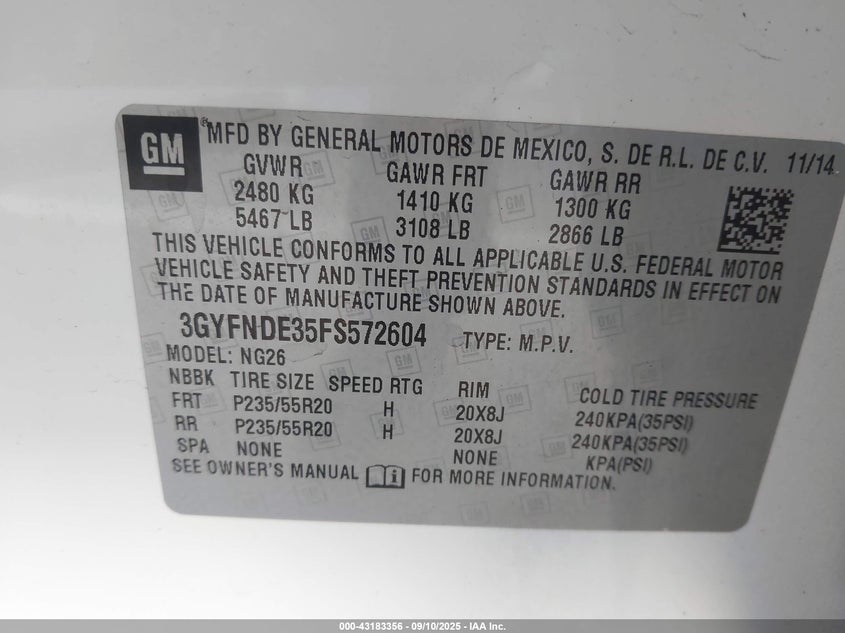 GM
® MFD BY GENERAL MOTORS DE MEXICO, S. DE R.L. DE C.V. 11/14
GVWR GAWR FRT GAWR RR
2480 KG 1410 KG 1300 KG
5467 LB 3108 LB 2866 LB
THIS VEHICLE CONFORMS TO ALL APPLICABLE U.S. FEDERAL MOTOR
VEHICLE SAFETY AND THEFT PREVENTION STANDARDS IN EFFECT ON
THE DATE OF MANUFACTURE SHOWN ABOVE.
3GYFNDE35FS572604 TYPE: M.P.V.
MODEL: NG26
NBBK TIRE SIZE SPEED RTG RIM COLD TIRE PRESSURE
FRT P235/55R20 H 20X8J 240KPA(35PSI)
RR P235/55R20 H 20X8J 240KPA(35PSI)
SPA NONE NONE KPA(PSI)
SEE OWNER'S MANUAL FOR MORE INFORMATION.
000-43183356 - 09/10/2025 - IAA Inc.